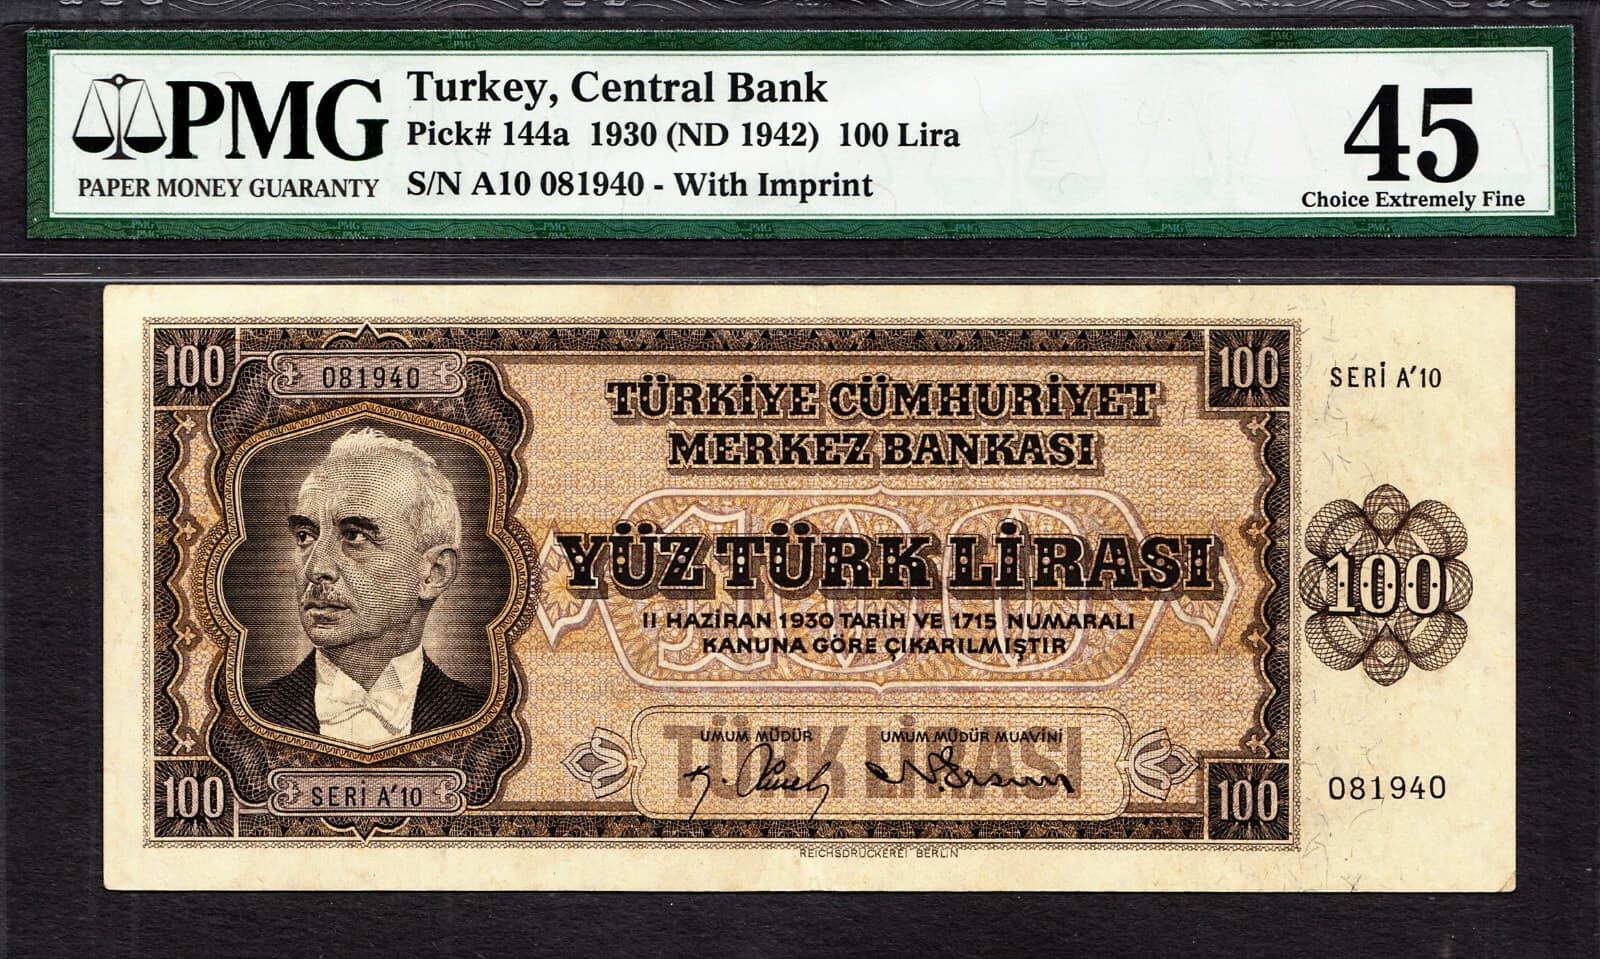 PMG
PAPER MONEY GUARANTY
Turkey, Central Bank
Pick# 144a 1930 (ND 1942) 100 Lira
S/N A10 081940 - With Imprint
45
Choice Extremely Fine
100
081940
100
SERİ A'10
TÜRKİYE CÜMHURİYET
MERKEZ BANKASI
100
YÜZ TÜRK LİRASI
100
II HAZİRAN 1930 TARİH VE 1715 NUMARALI
KANUNA GÖRE ÇIKARILMIŞTIR
TÜRK LİRASI
UMUM MÜDÜR
UMUM MÜDÜR MUAVİNİ
100
SERİ A'10
100
081940
REICHSDRUCKEREI BERLIN